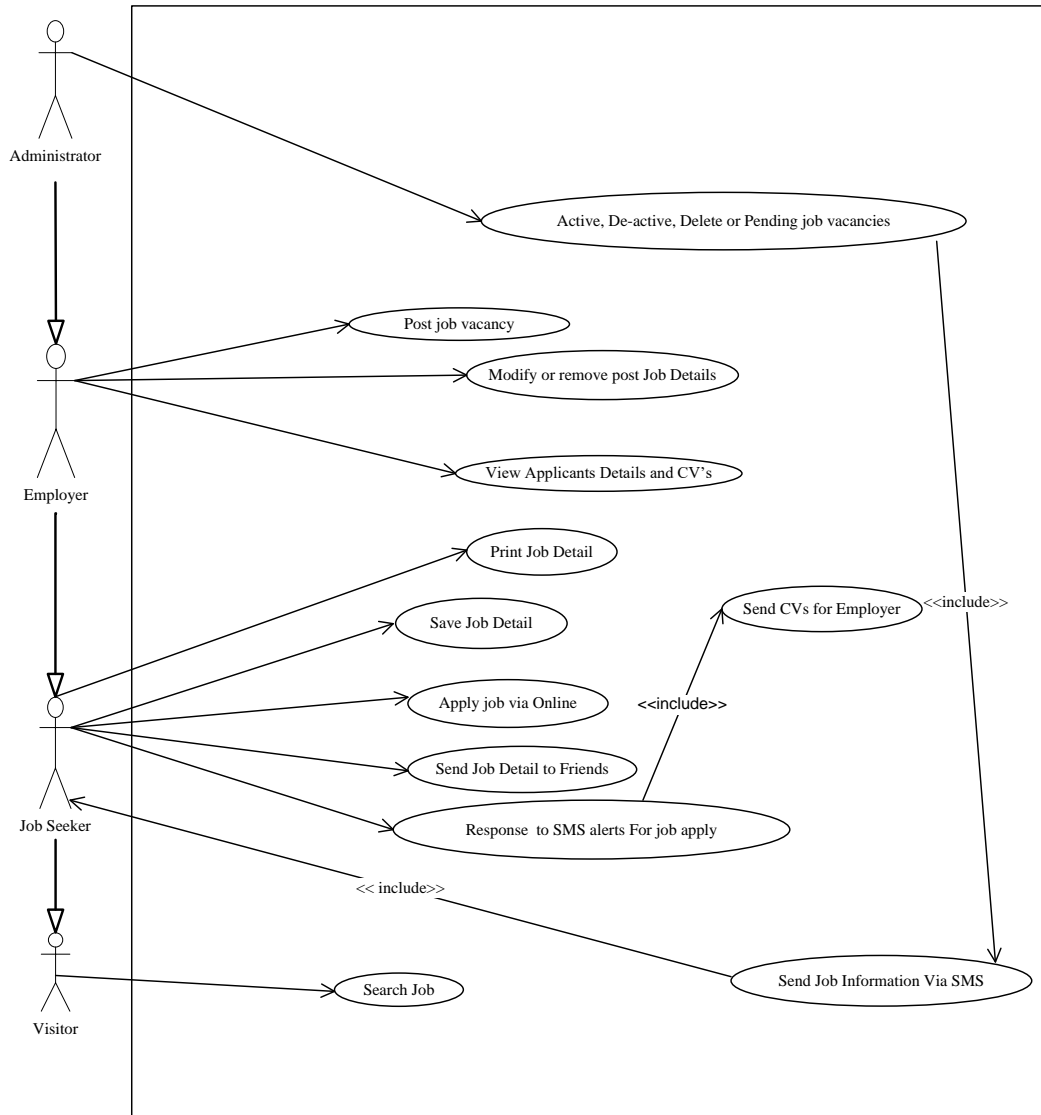 Administrator
Active, De-active, Delete or Pending job vacancies
Post job vacancy
Modify or remove post Job Details
View Applicants Details and CV's
Employer
Print Job Detail
Send CVs for Employer
<<include>>
Save Job Detail
Apply job via Online
<<include>>
Send Job Detail to Friends
Job Seeker
Response to SMS alerts For job apply
<< include>>
Send Job Information Via SMS
Search Job
Visitor